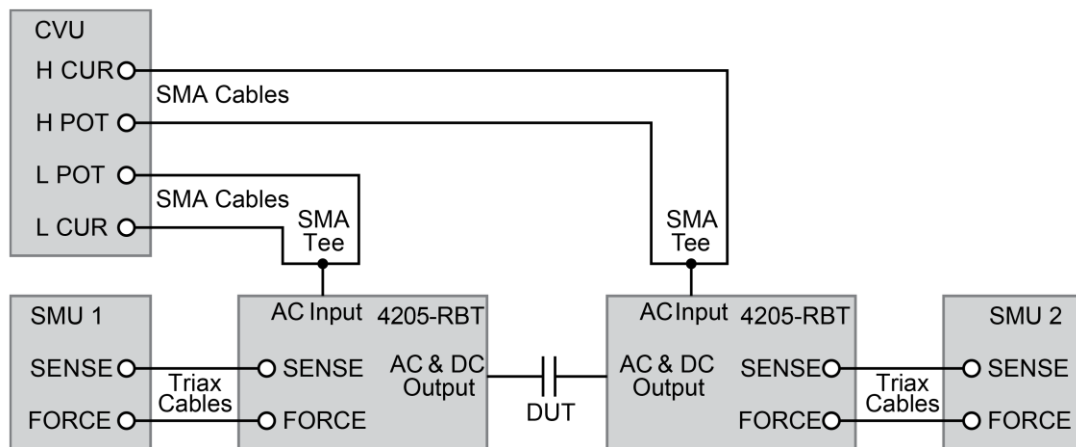 CVU
H CUR
SMA Cables
H POT
L POT
SMA Cables
L CUR
SMA
Tee
SMA
Tee
SMU 1
SENSE
FORCE
Triax
Cables
AC Input
4205-RBT
SENSE
FORCE
AC & DC
Output
DUT
AC Input
4205-RBT
AC & DC
Output
SENSE
FORCE
Triax
Cables
SMU 2
SENSE
FORCE